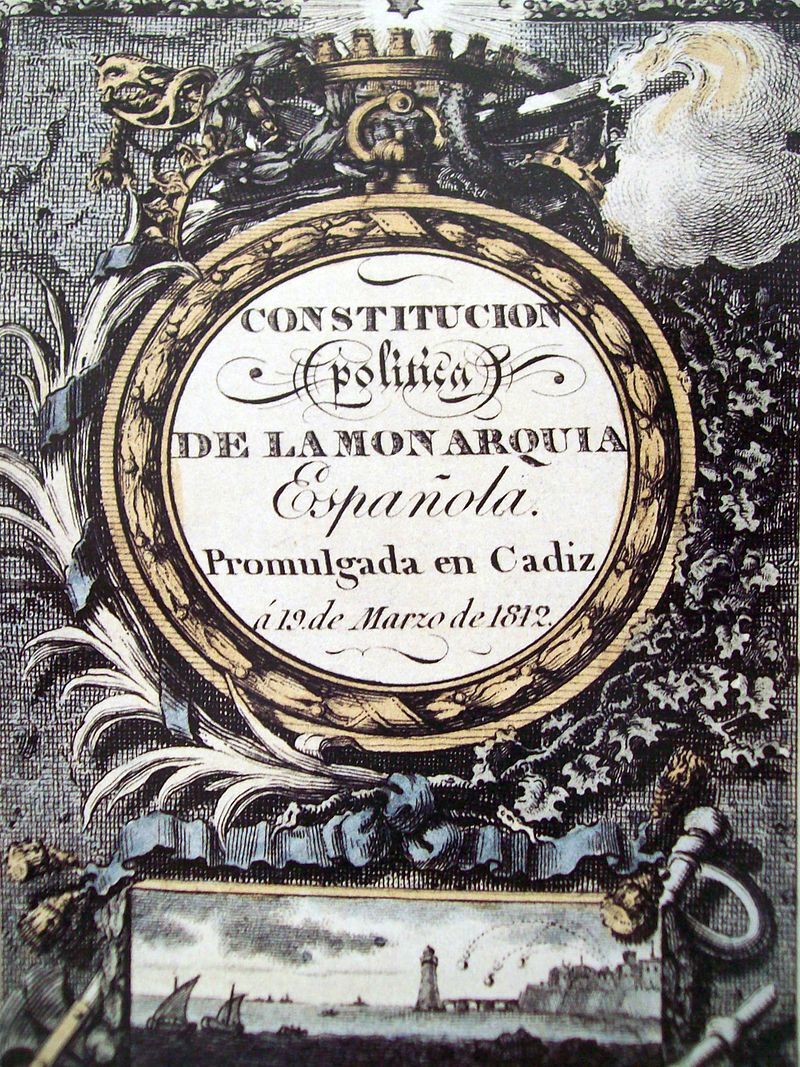 CONSTITUCION
politica
DE LA MONARQUIA
Española.
Promulgada en Cadiz
á 19. de Marzo de 1812.